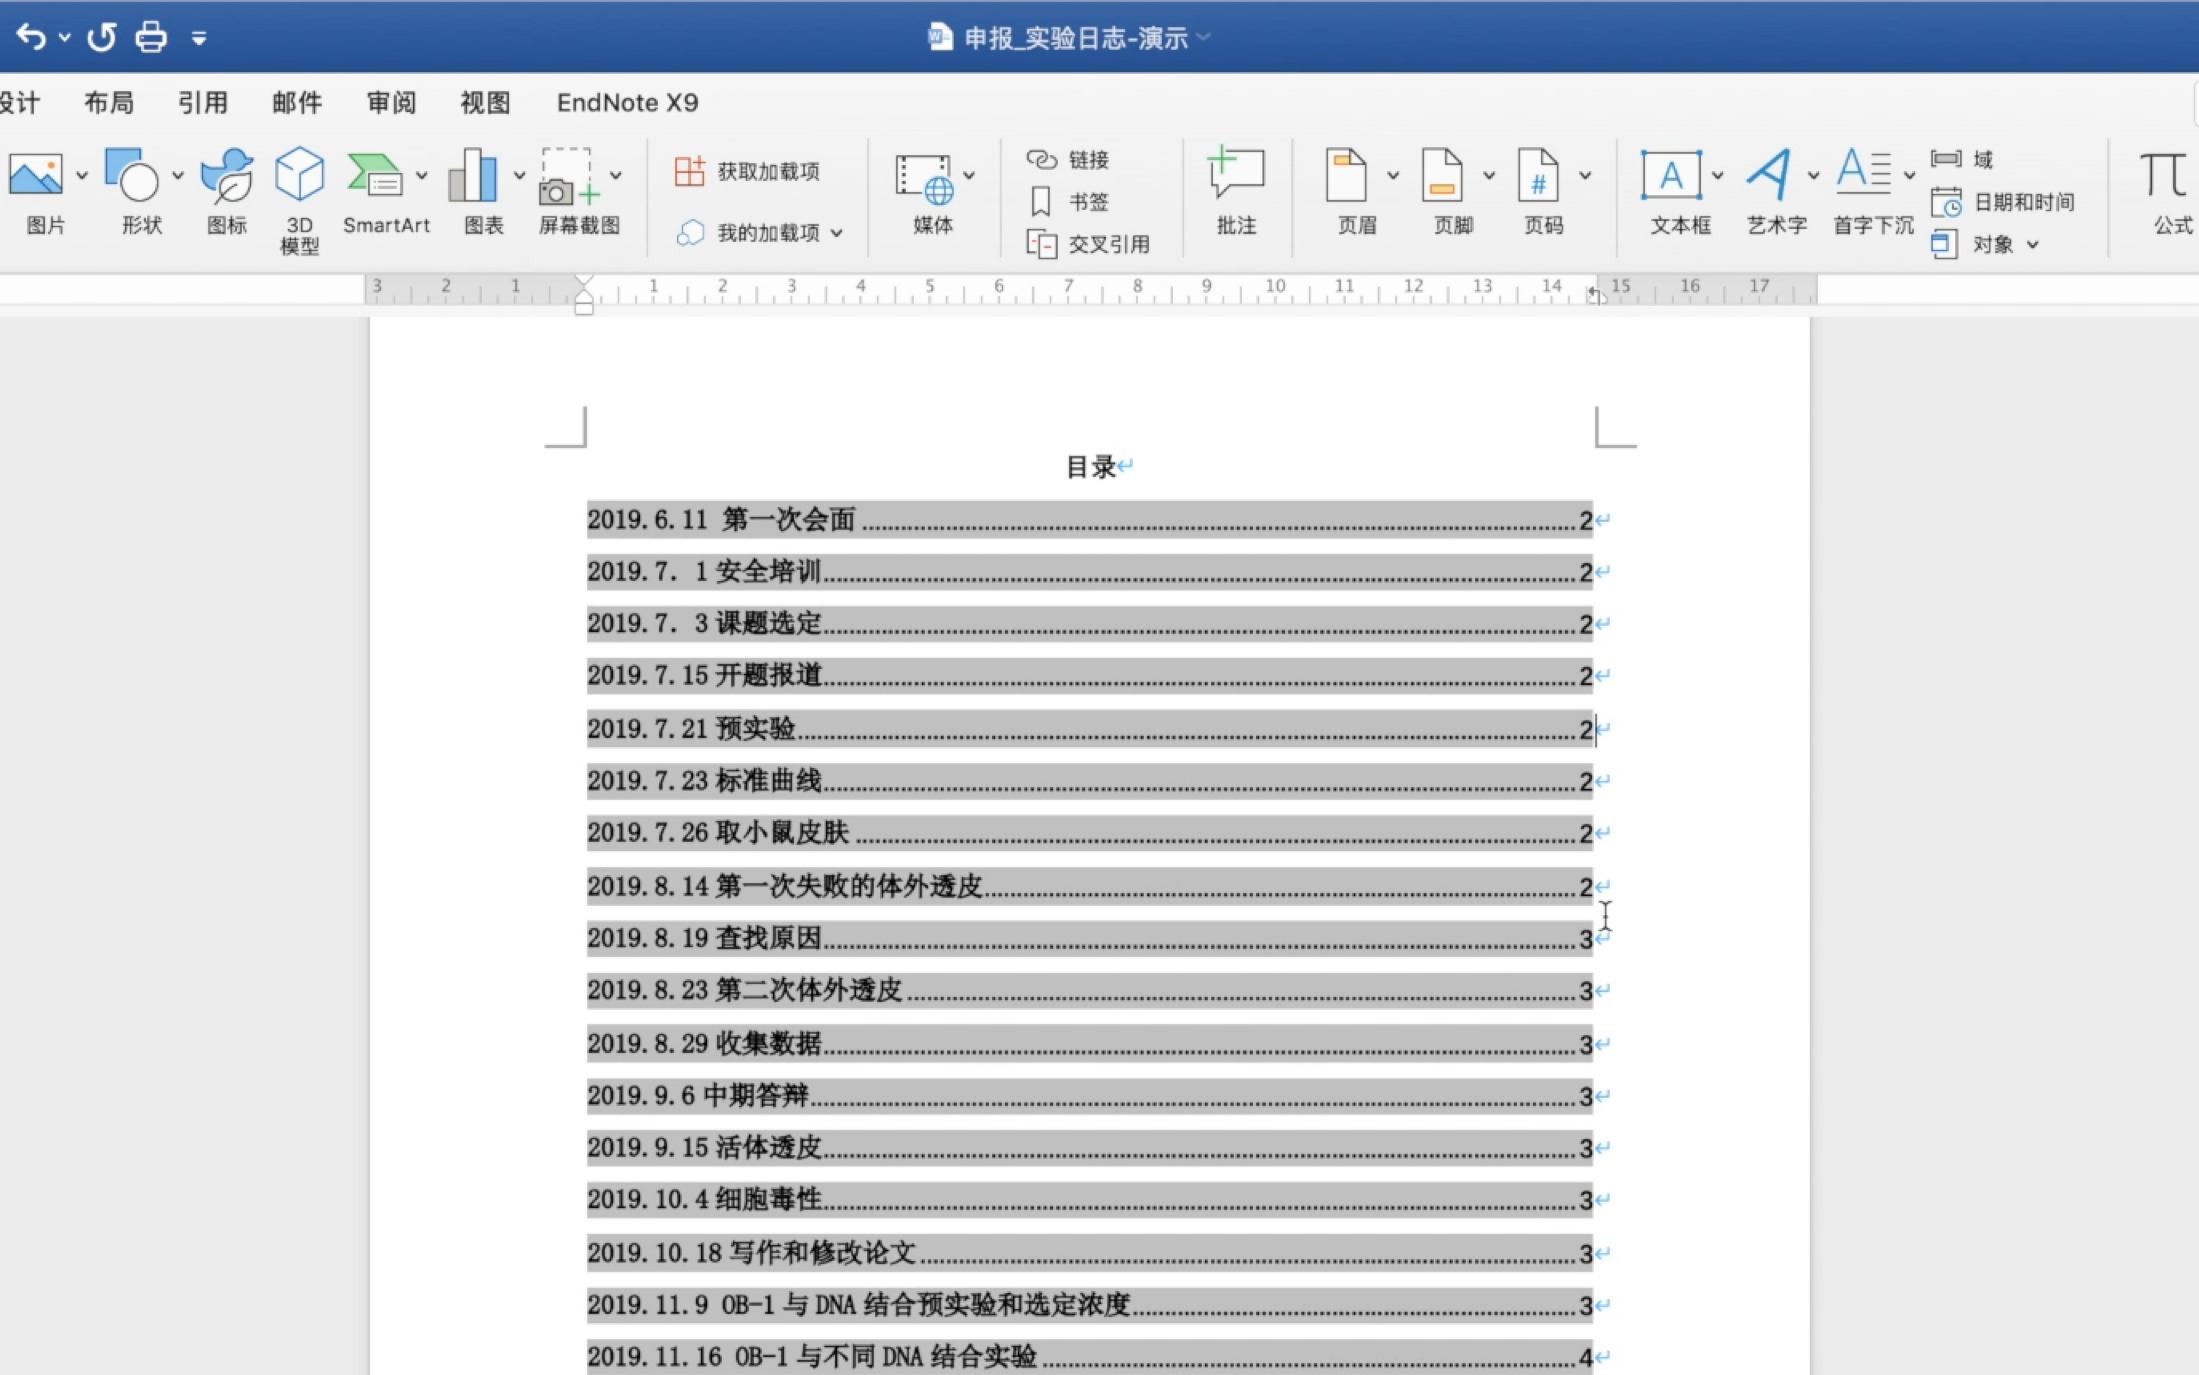 申报_实验日志-演示
设计 布局 引用 邮件 审阅 视图 EndNote X9
图片 形状 图标 3D 模型 SmartArt 图表 屏幕截图
获取加载项
我的加载项
媒体
链接
书签
交叉引用
批注
页眉 页脚 页码
文本框 艺术字 首字下沉
域
日期和时间
对象
公式
3 2 1 1 2 3 4 5 6 7 8 9 10 11 12 13 14 15 16 17
目录
2019.6.11 第一次会面 2
2019.7. 1 安全培训 2
2019.7. 3 课题选定 2
2019.7.15 开题报道 2
2019.7.21 预实验 2
2019.7.23 标准曲线 2
2019.7.26 取小鼠皮肤 2
2019.8.14 第一次失败的体外透皮 2
2019.8.19 查找原因 3
2019.8.23 第二次体外透皮 3
2019.8.29 收集数据 3
2019.9.6 中期答辩 3
2019.9.15 活体透皮 3
2019.10.4 细胞毒性 3
2019.10.18 写作和修改论文 3
2019.11.9 OB-1 与 DNA 结合预实验和选定浓度 3
2019.11.16 OB-1 与不同 DNA 结合实验 4